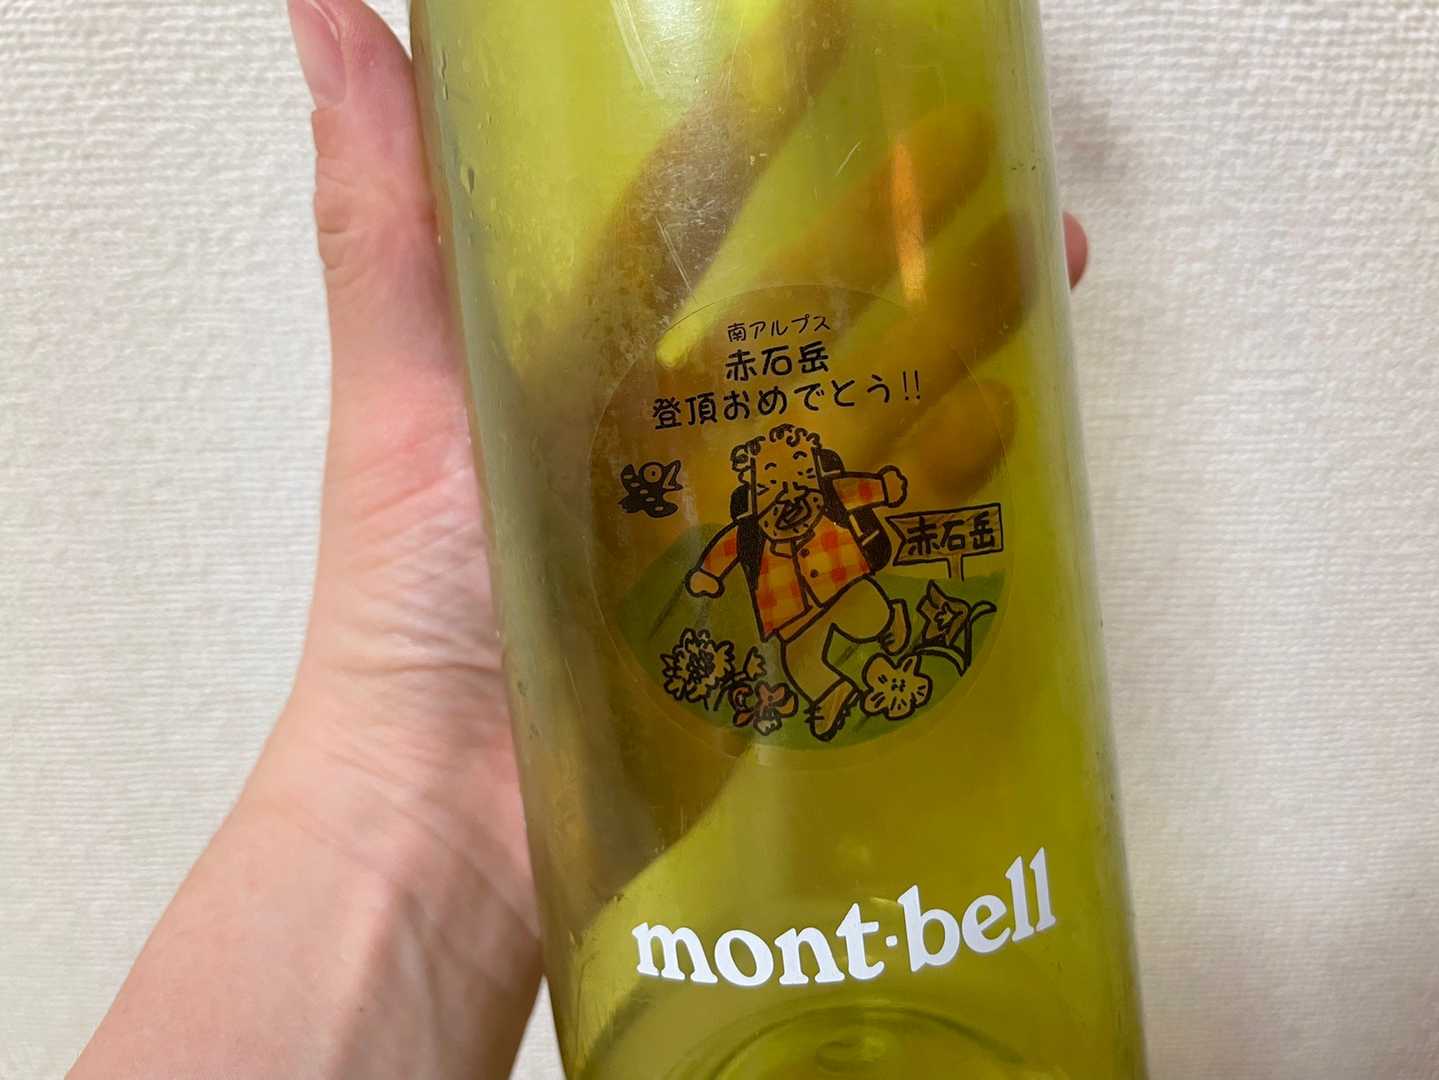 南アルプス
赤石岳
登頂おめでとう!!
赤石岳
mont-bell